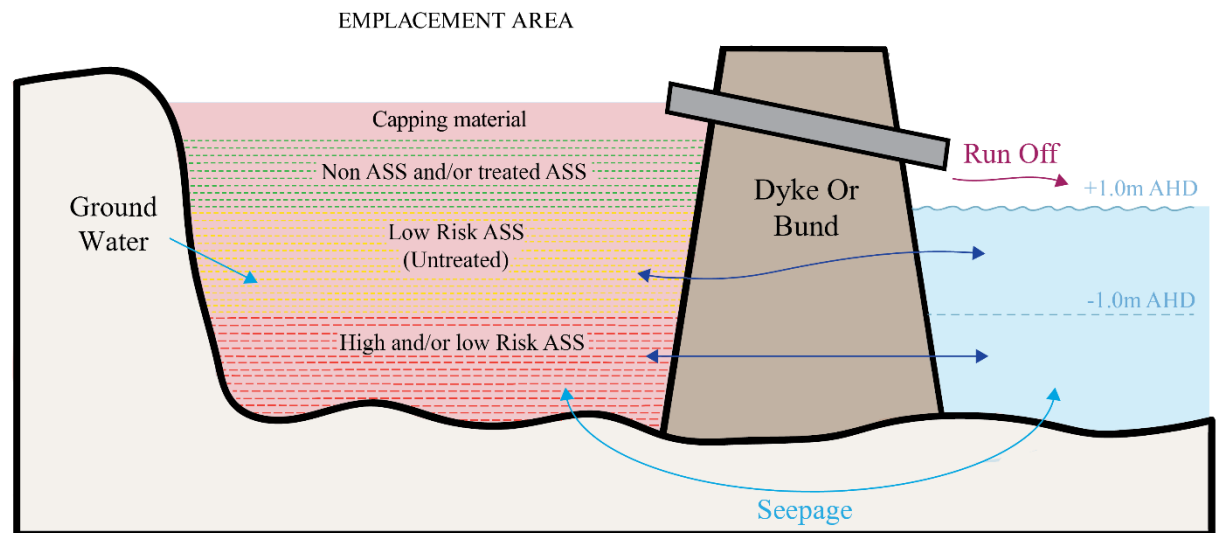 EMPLACEMENT AREA
Capping material
Non ASS and/or treated ASS
Run Off
+1.0m AHD
Dyke Or
Bund
Ground
Water
Low Risk ASS
(Untreated)
-1.0m AHD
High and/or low Risk ASS
Seepage